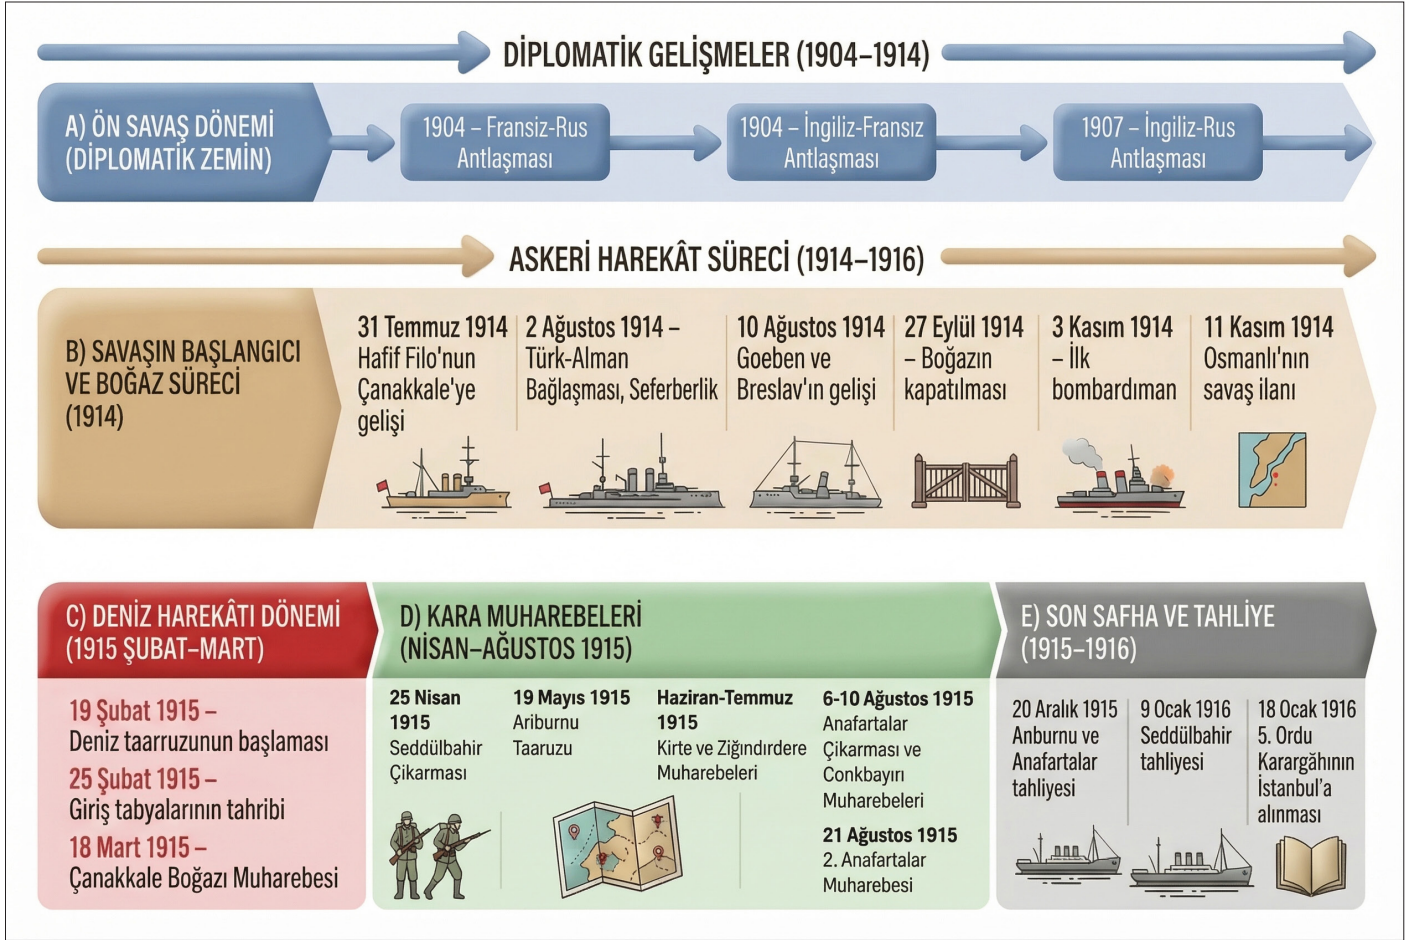 DİPLOMATİK GELİŞMELER (1904–1914)
A) ÖN SAVAŞ DÖNEMİ
(DİPLOMATİK ZEMİN)
1904 – Fransiz-Rus
Antlaşması
1904 – İngiliz-Fransız
Antlaşması
1907 – İngiliz-Rus
Antlaşması
ASKERİ HAREKÂT SÜRECİ (1914–1916)
B) SAVAŞIN BAŞLANGICI
VE BOĞAZ SÜRECİ
(1914)
31 Temmuz 1914
Hafif Filo'nun
Çanakkale'ye
gelişi
2 Ağustos 1914 –
Türk-Alman
Bağlaşması, Seferberlik
10 Ağustos 1914
Goeben ve
Breslav'ın gelişi
27 Eylül 1914
– Boğazın
kapatılması
3 Kasım 1914
– İlk
bombardıman
11 Kasım 1914
Osmanlı'nın
savaş ilanı
C) DENİZ HAREKÂTI DÖNEMİ
(1915 ŞUBAT–MART)
19 Şubat 1915 –
Deniz taarruzunun başlaması
25 Şubat 1915 –
Giriş tabyalarının tahribi
18 Mart 1915 –
Çanakkale Boğazı Muharebesi
D) KARA MUHAREBELERİ
(NİSAN–AĞUSTOS 1915)
25 Nisan
1915
Seddülbahir
Çikarması
19 Mayıs 1915
Ariburnu
Taaruzu
Haziran-Temmuz
1915
Kirte ve Ziğındırdere
Muharebeleri
6-10 Ağustos 1915
Anafartalar
Çikarması ve
Conkbayırı
Muharebeleri
21 Ağustos 1915
2. Anafartalar
Muharebesi
E) SON SAFHA VE TAHLİYE
(1915–1916)
20 Aralık 1915
Anburnu ve
Anafartalar
tahliyesi
9 Ocak 1916
Seddülbahir
tahliyesi
18 Ocak 1916
5. Ordu
Karargăhının
İstanbul'a
alınması